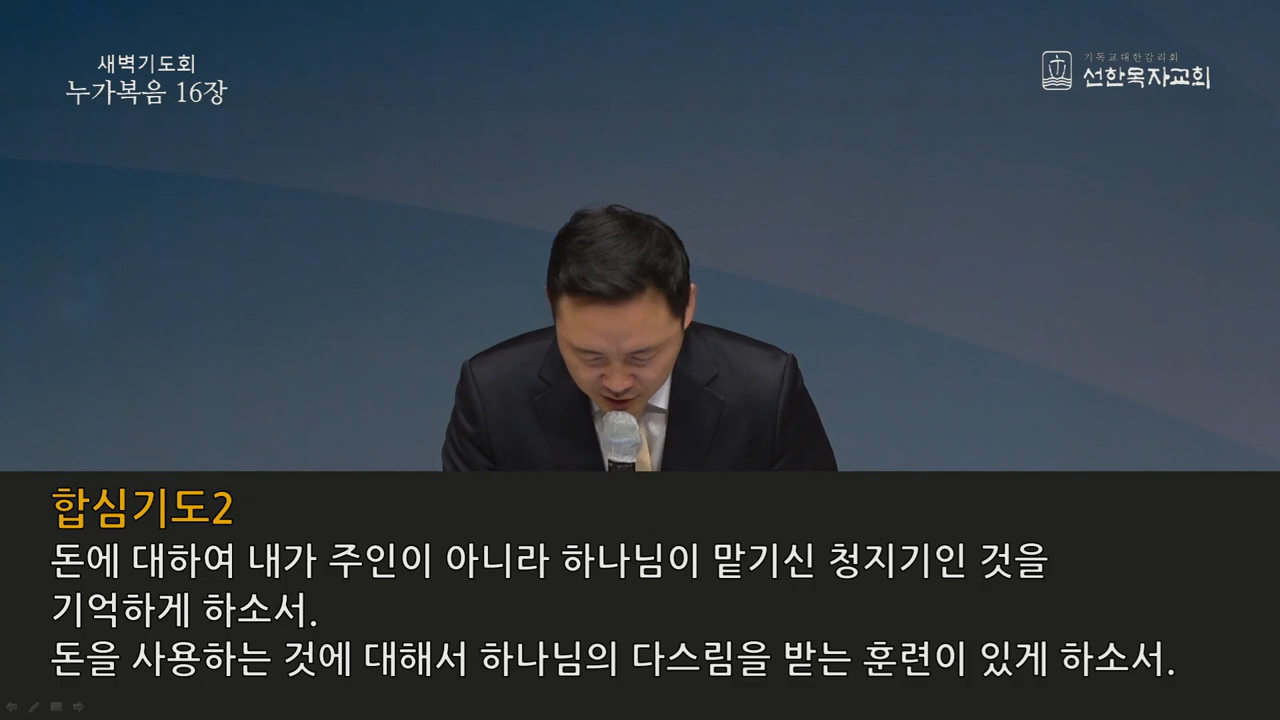 새벽기도회
누가복음 16장
기독교대한감리회
선한목자교회
합심기도2
돈에 대하여 내가 주인이 아니라 하나님이 맡기신 청지기인 것을
기억하게 하소서.
돈을 사용하는 것에 대해서 하나님의 다스림을 받는 훈련이 있게 하소서.